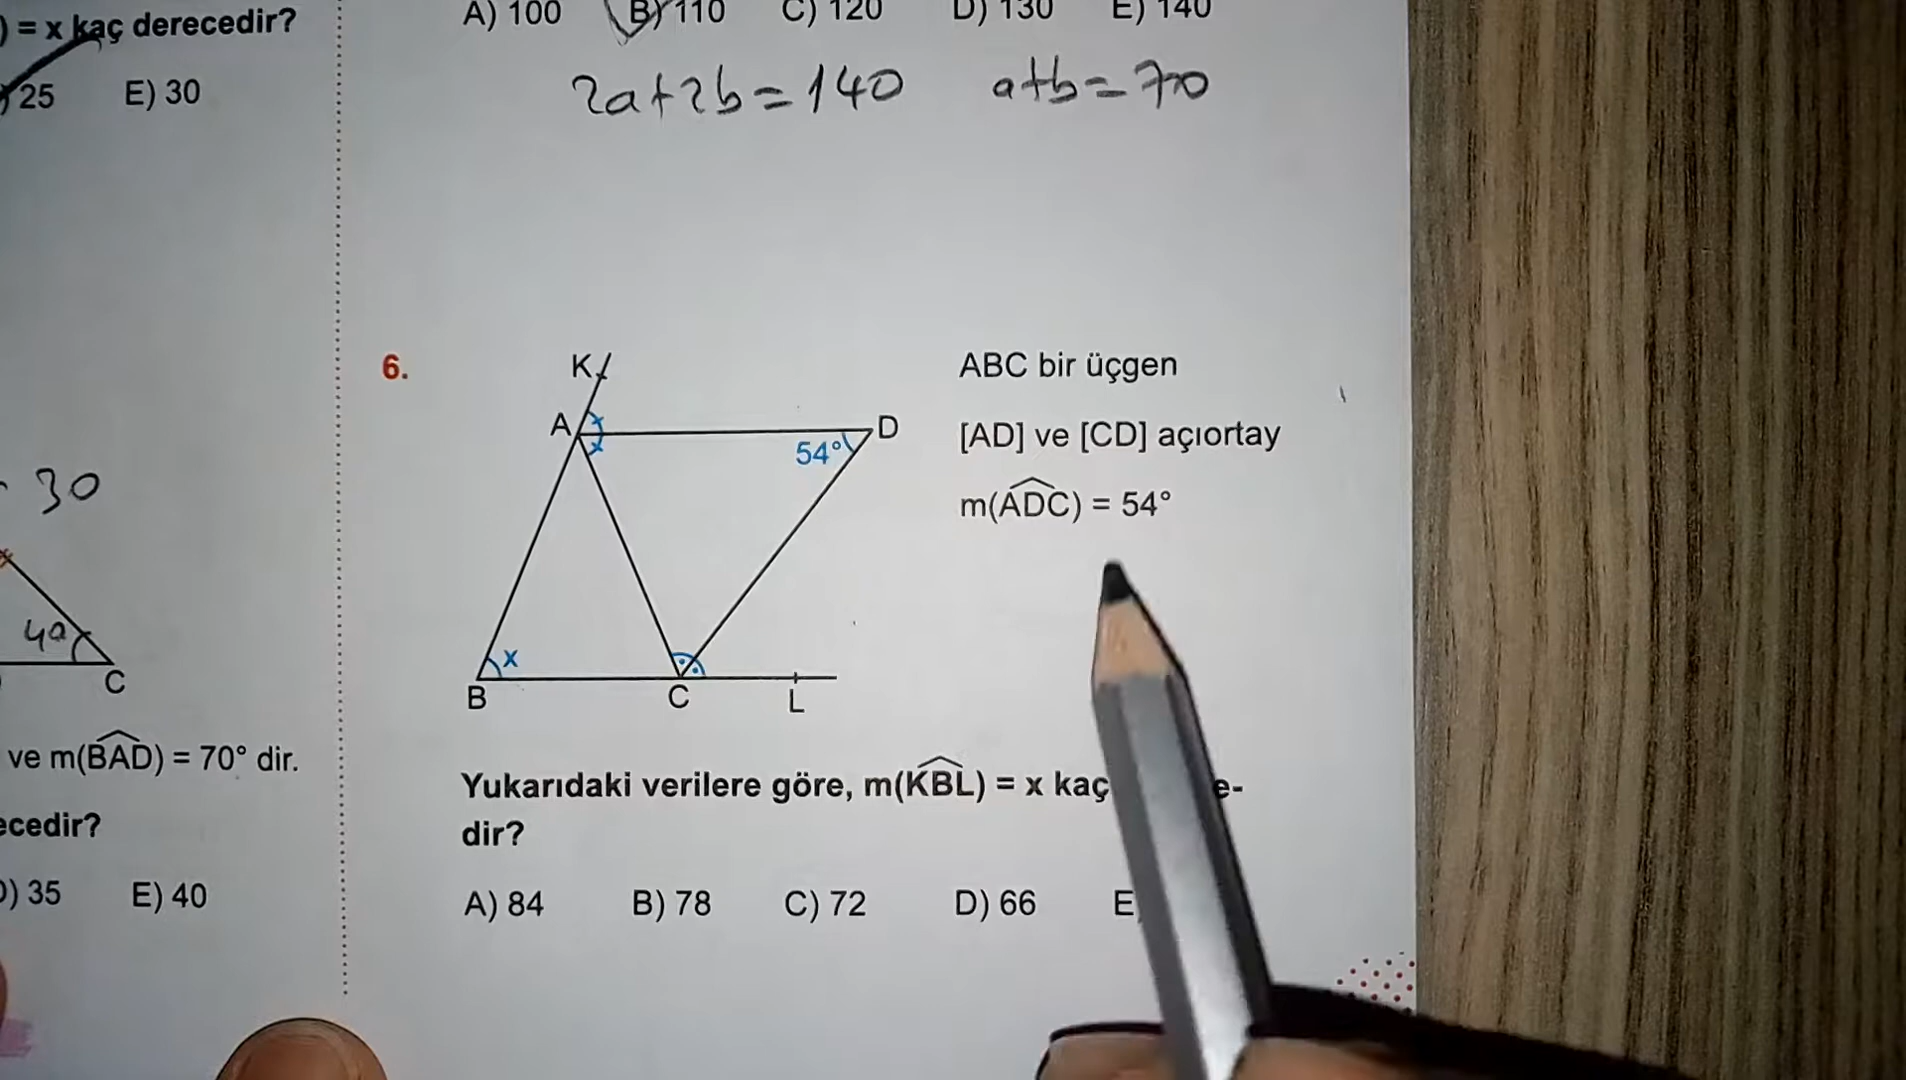 ) = x kaç derecedir?
25 E) 30
30
4a
C
ve m(BAD) = 70° dir.
ecedir?
D) 35 E) 40
A) 100 B) 110 C) 120 D) 130 E) 140
2a+2b=140 a+b=70
6.
K
A
D
54°
x
x
x
B
C
L
ABC bir üçgen
[AD] ve [CD] açıortay
m(ADC) = 54°
Yukarıdaki verilere göre, m(KBL) = x kaç e-
dir?
A) 84 B) 78 C) 72 D) 66 E